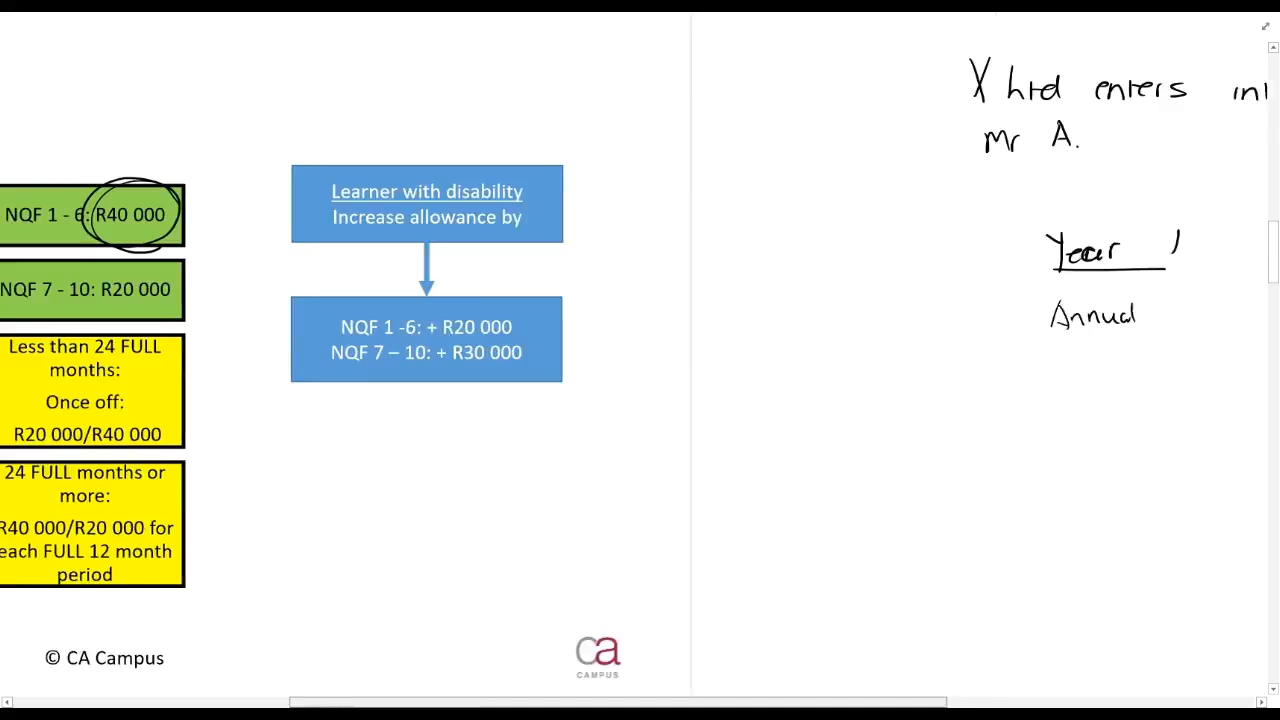 NQF 1 - 6: R40 000
NQF 7 - 10: R20 000
Less than 24 FULL
months:
Once off:
R20 000/R40 000
24 FULL months or
more:
R40 000/R20 000 for
each FULL 12 month
period
© CA Campus
Learner with disability
Increase allowance by
NQF 1 -6: + R20 000
NQF 7 – 10: + R30 000
ca
CAMPUS
X Ltd enters int
Mr A.
Year
Annual